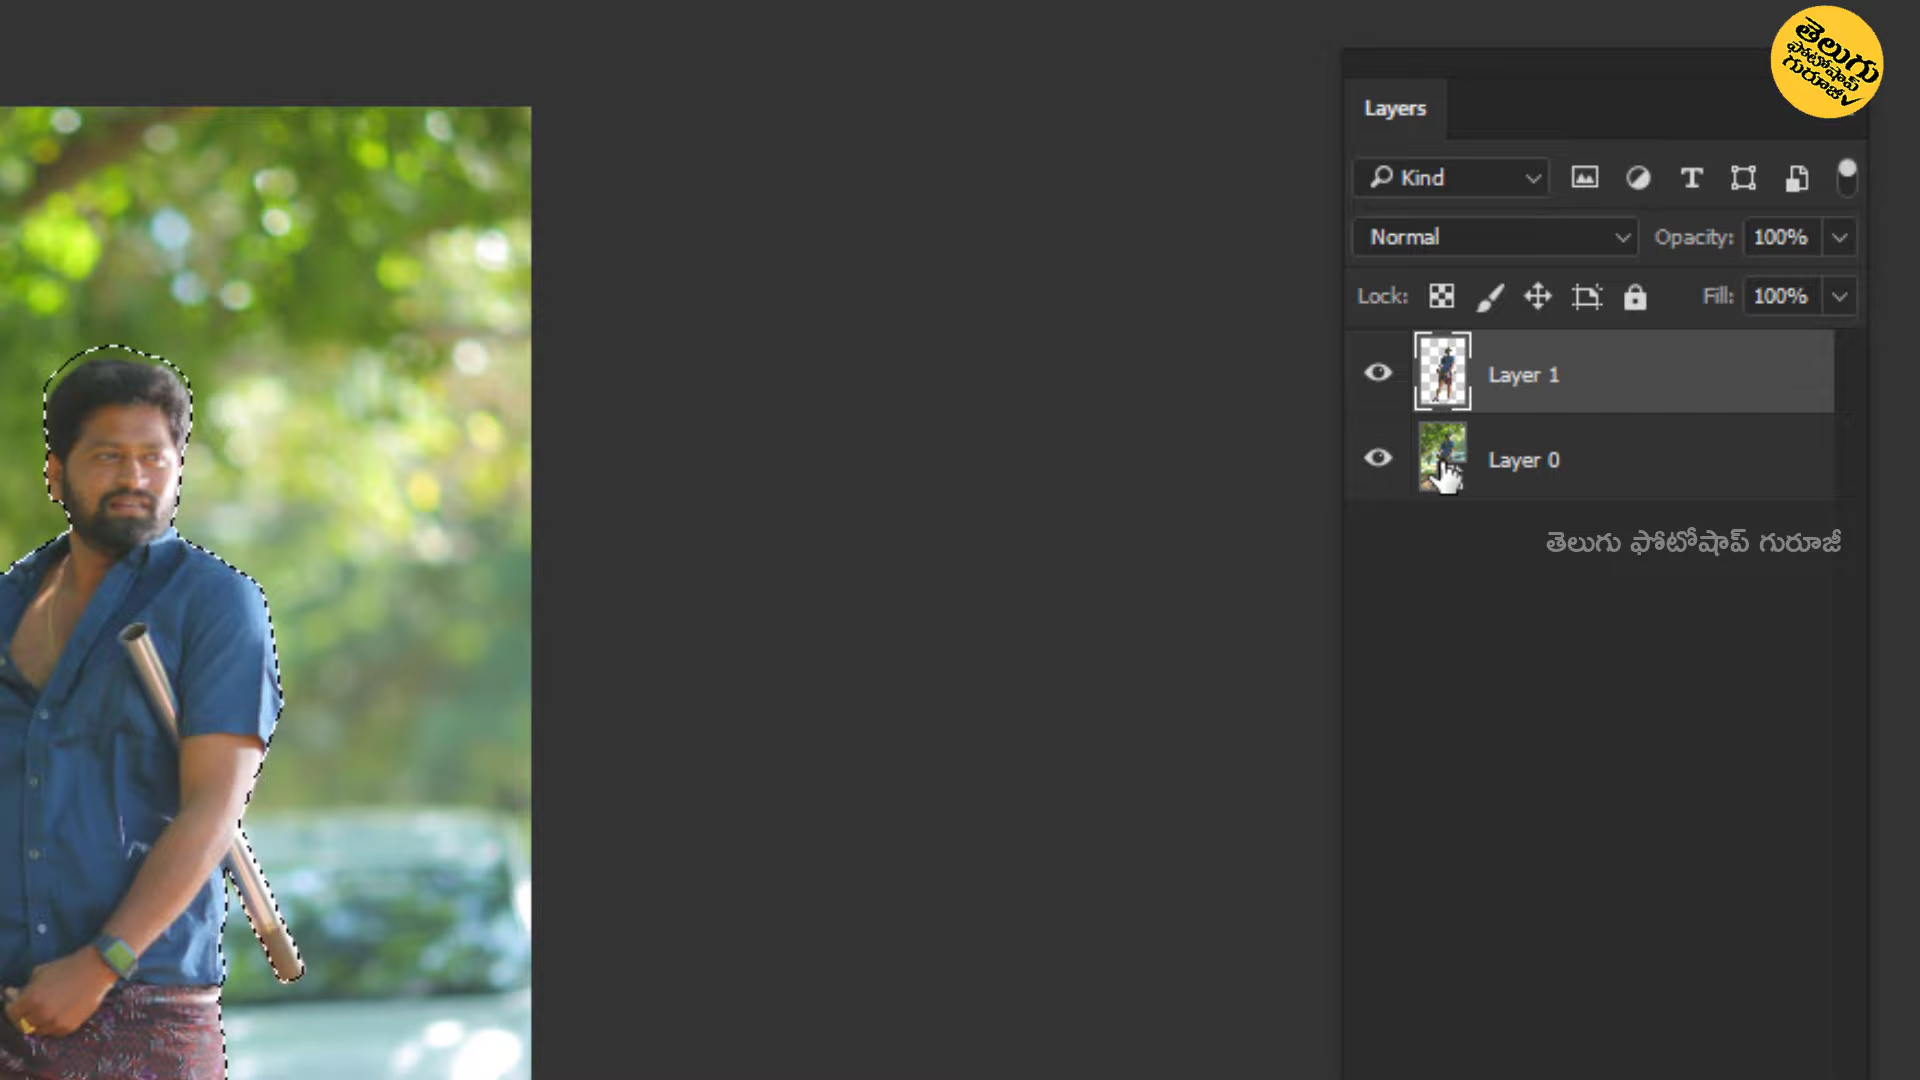 తెలుగు
ఫోటోషాప్
గురూజీ
Layers
Kind
Normal
Opacity: 100%
Lock:
Fill: 100%
Layer 1
Layer 0
తెలుగు ఫోటోషాప్ గురూజీ